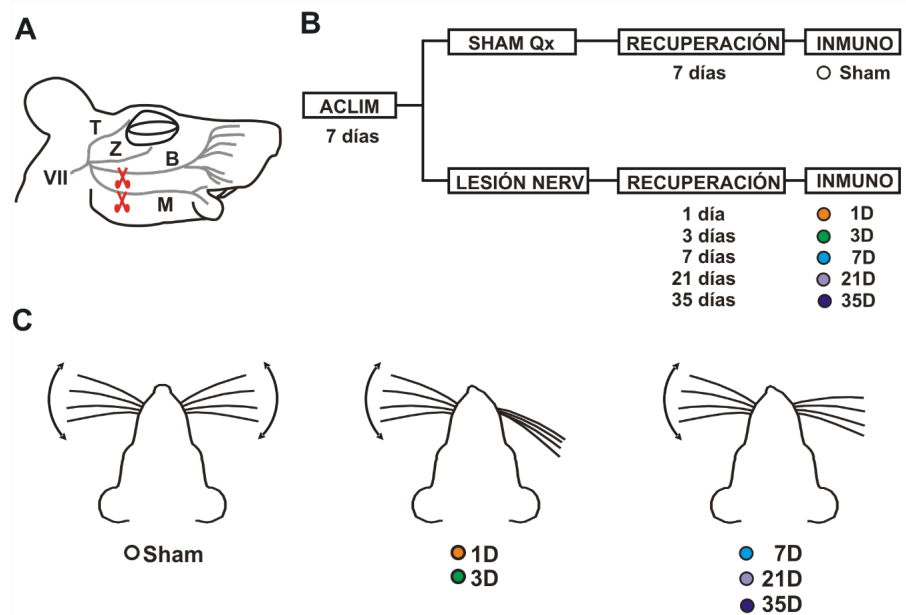 A
T
Z
B
VII
M
B
SHAM Qx
RECUPERACIÓN
INMUNO
7 días
Sham
ACLIM
7 días
LESIÓN NERV
RECUPERACIÓN
INMUNO
1 día
1D
3 días
3D
7 días
7D
21 días
21D
35 días
35D
C
Sham
1D
3D
7D
21D
35D